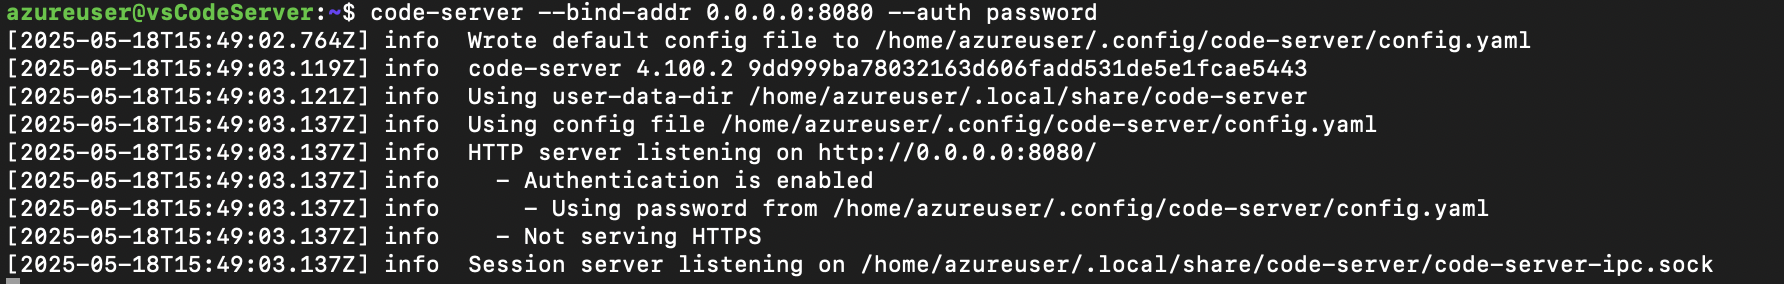 azureuser@vsCodeServer:~$ code-server --bind-addr 0.0.0.0:8080 --auth password
[2025-05-18T15:49:02.764Z] info  Wrote default config file to /home/azureuser/.config/code-server/config.yaml
[2025-05-18T15:49:03.119Z] info  code-server 4.100.2 9dd999ba78032163d606fadd531de5e1fcae5443
[2025-05-18T15:49:03.121Z] info  Using user-data-dir /home/azureuser/.local/share/code-server
[2025-05-18T15:49:03.137Z] info  Using config file /home/azureuser/.config/code-server/config.yaml
[2025-05-18T15:49:03.137Z] info  HTTP server listening on http://0.0.0.0:8080/
[2025-05-18T15:49:03.137Z] info    - Authentication is enabled
[2025-05-18T15:49:03.137Z] info      - Using password from /home/azureuser/.config/code-server/config.yaml
[2025-05-18T15:49:03.137Z] info    - Not serving HTTPS
[2025-05-18T15:49:03.137Z] info  Session server listening on /home/azureuser/.local/share/code-server/code-server-ipc.sock